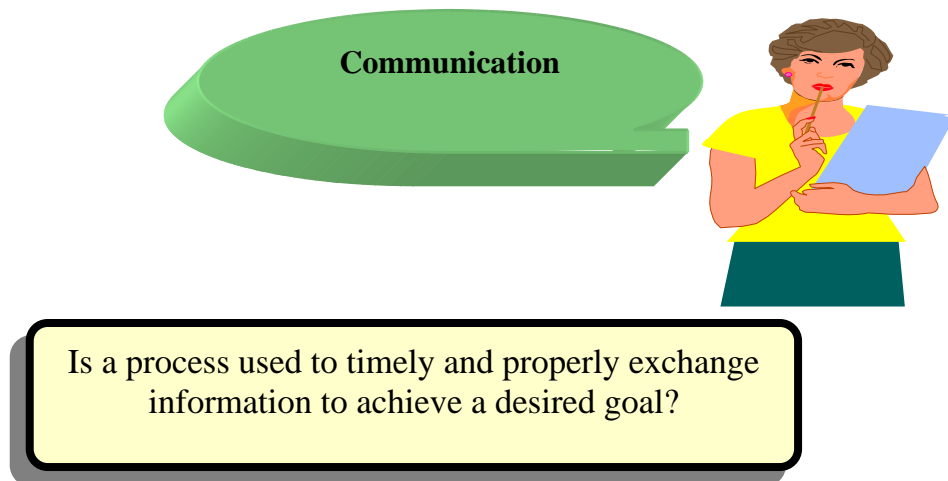 Communication
Is a process used to timely and properly exchange
information to achieve a desired goal?